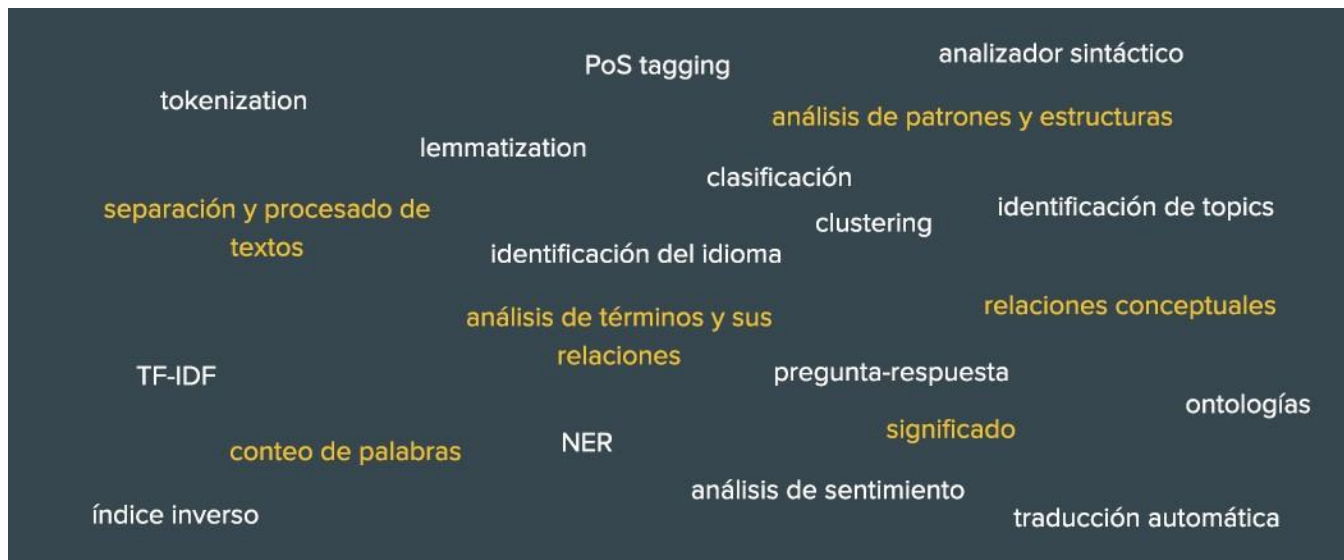 analizador sintáctico
PoS tagging
tokenization
análisis de patrones y estructuras
lemmatization
clasificación
separación y procesado de
textos
identificación de topics
clustering
identificación del idioma
relaciones conceptuales
análisis de términos y sus
relaciones
TF-IDF
pregunta-respuesta
ontologías
significado
conteo de palabras
NER
análisis de sentimiento
índice inverso
traducción automática